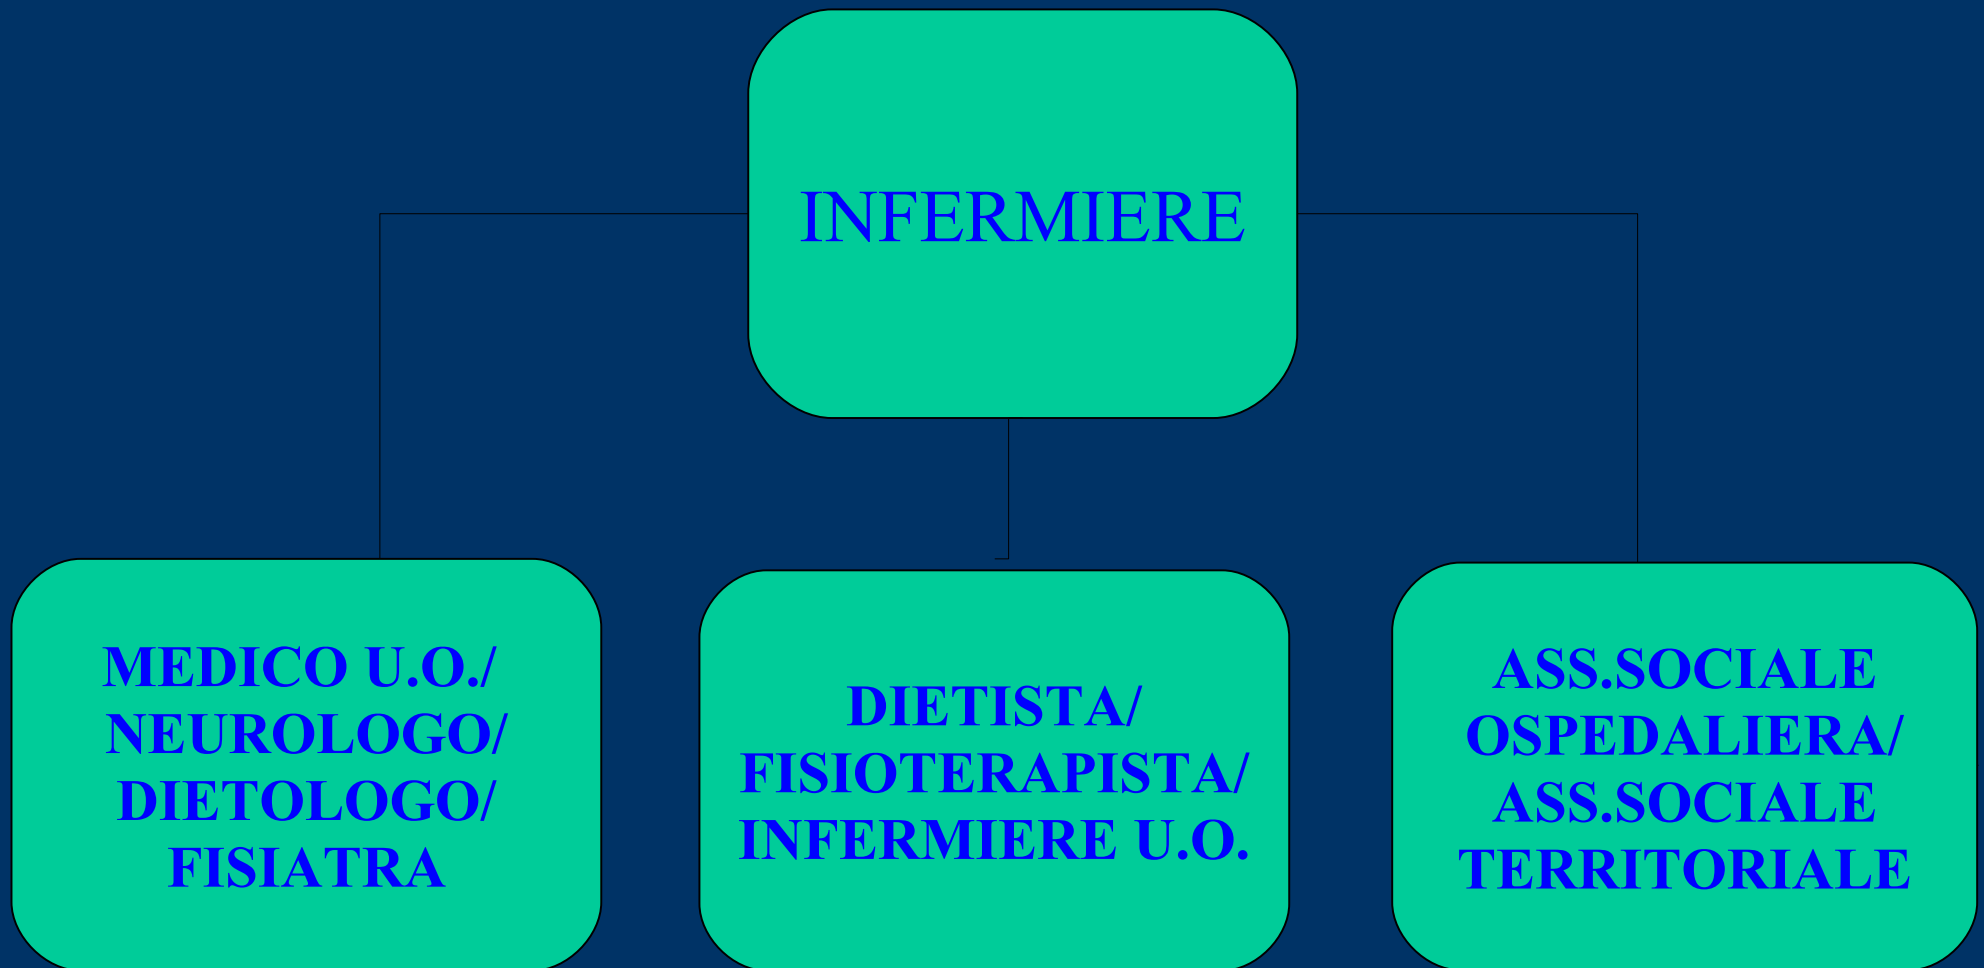 INFERMIERE
MEDICO U.O./
NEUROLOGO/
DIETOLOGO/
FISIATRA
DIETISTA/
FISIOTERAPISTA/
INFERMIERE U.O.
ASS.SOCIALE
OSPEDALIERA/
ASS.SOCIALE
TERRITORIALE